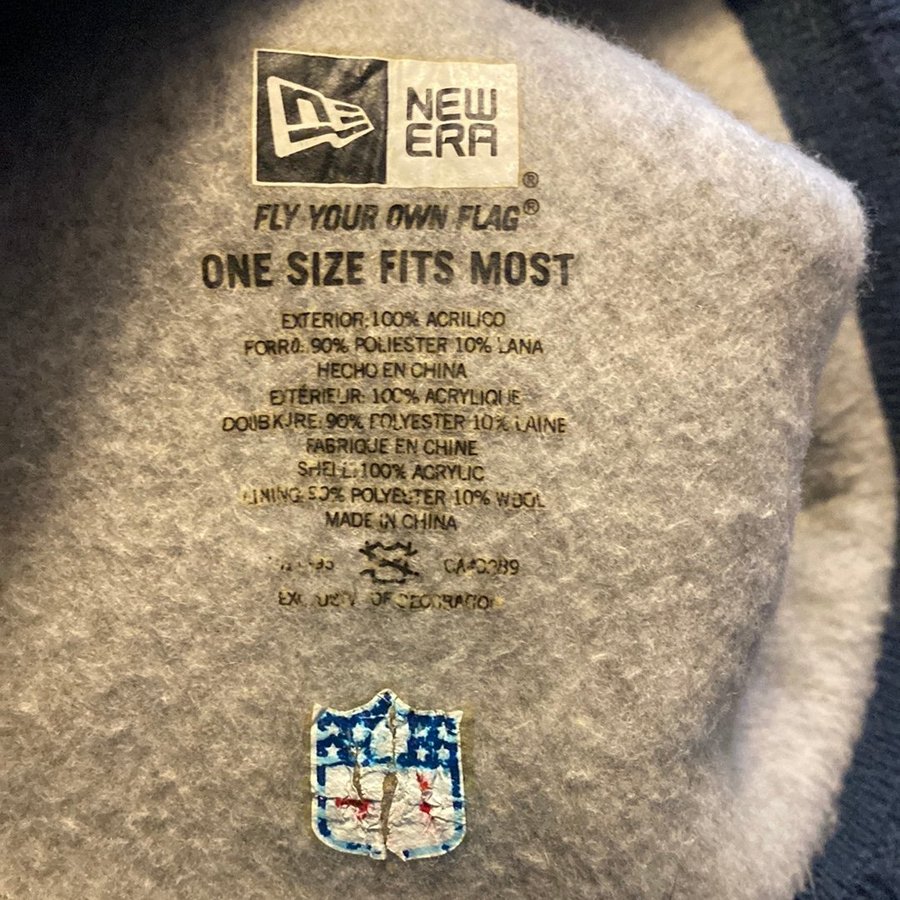 NEW
ERA
®
FLY YOUR OWN FLAG®
ONE SIZE FITS MOST
EXTERIOR: 100% ACRILICO
FORRO: 90% POLIESTER 10% LANA
HECHO EN CHINA
EXTÉRIEUR: 100% ACRYLIQUE
90% POLYESTER 10% LAINE
FABRIQUE EN CHINE
SHELL: 100% ACRYLIC
LINING: 90% POLYESTER 10% WOOL
MADE IN CHINA
OF